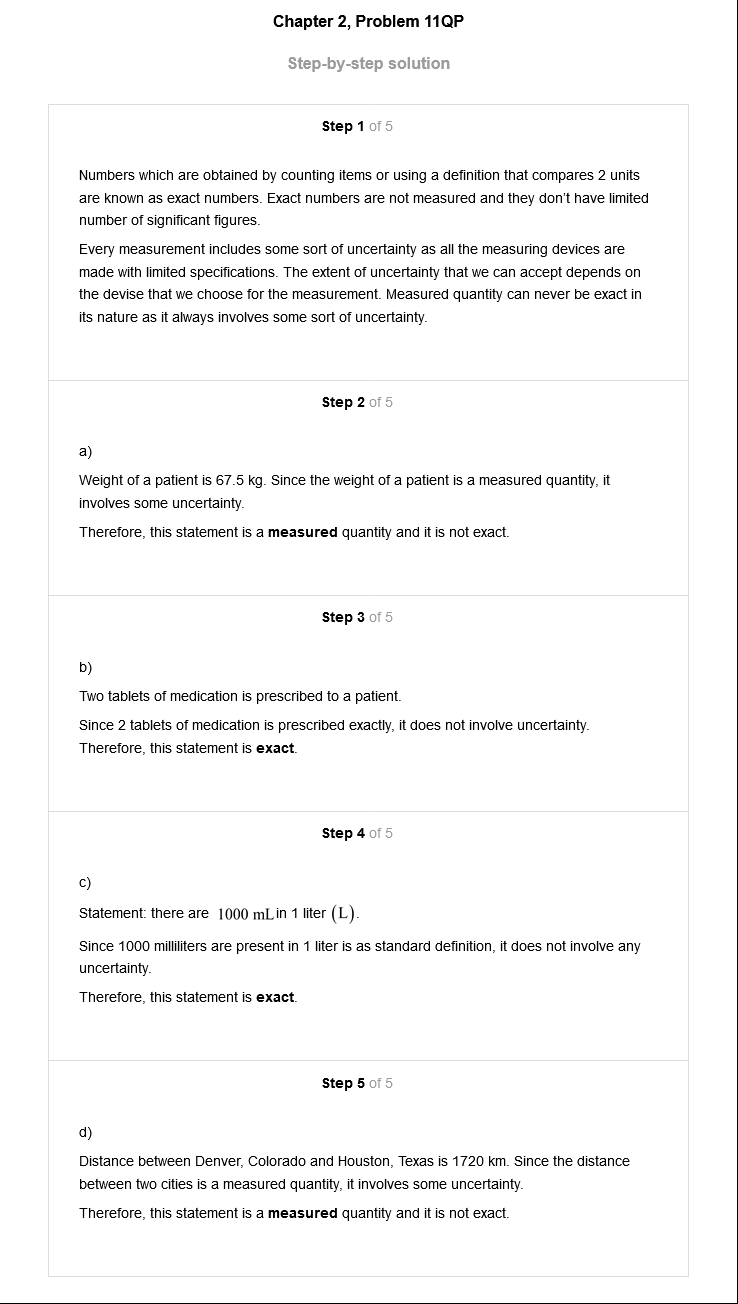 Chapter 2, Problem 11QP
Step-by-step solution
Step 1 of 5
Numbers which are obtained by counting items or using a definition that compares 2 units
are known as exact numbers. Exact numbers are not measured and they don't have limited
number of significant figures.
Every measurement includes some sort of uncertainty as all the measuring devices are
made with limited specifications. The extent of uncertainty that we can accept depends on
the devise that we choose for the measurement. Measured quantity can never be exact in
its nature as it always involves some sort of uncertainty.
Step 2 of 5
a)
Weight of a patient is 67.5 kg. Since the weight of a patient is a measured quantity, it
involves some uncertainty.
Therefore, this statement is a measured quantity and it is not exact.
Step 3 of 5
b)
Two tablets of medication is prescribed to a patient.
Since 2 tablets of medication is prescribed exactly, it does not involve uncertainty.
Therefore, this statement is exact.
Step 4 of 5
c)
Statement: there are 1000 mL in 1 liter (L).
Since 1000 milliliters are present in 1 liter is as standard definition, it does not involve any
uncertainty.
Therefore, this statement is exact.
Step 5 of 5
d)
Distance between Denver, Colorado and Houston, Texas is 1720 km. Since the distance
between two cities is a measured quantity, it involves some uncertainty.
Therefore, this statement is a measured quantity and it is not exact.